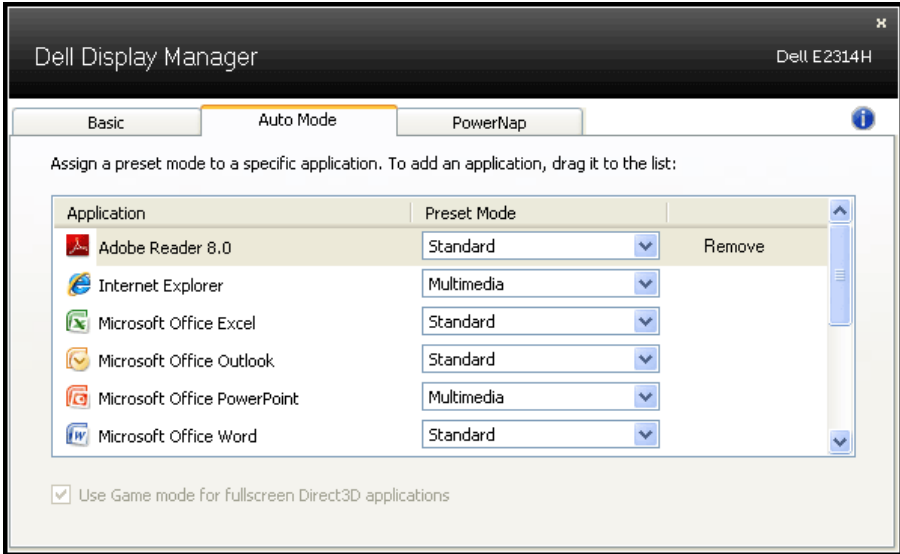 x
Dell Display Manager
Dell E2314H
Basic
Auto Mode
PowerNap
i
Assign a preset mode to a specific application. To add an application, drag it to the list:
Application Preset Mode
Adobe Reader 8.0 Standard Remove
Internet Explorer Multimedia
Microsoft Office Excel Standard
Microsoft Office Outlook Standard
Microsoft Office PowerPoint Multimedia
Microsoft Office Word Standard
Use Game mode for fullscreen Direct3D applications